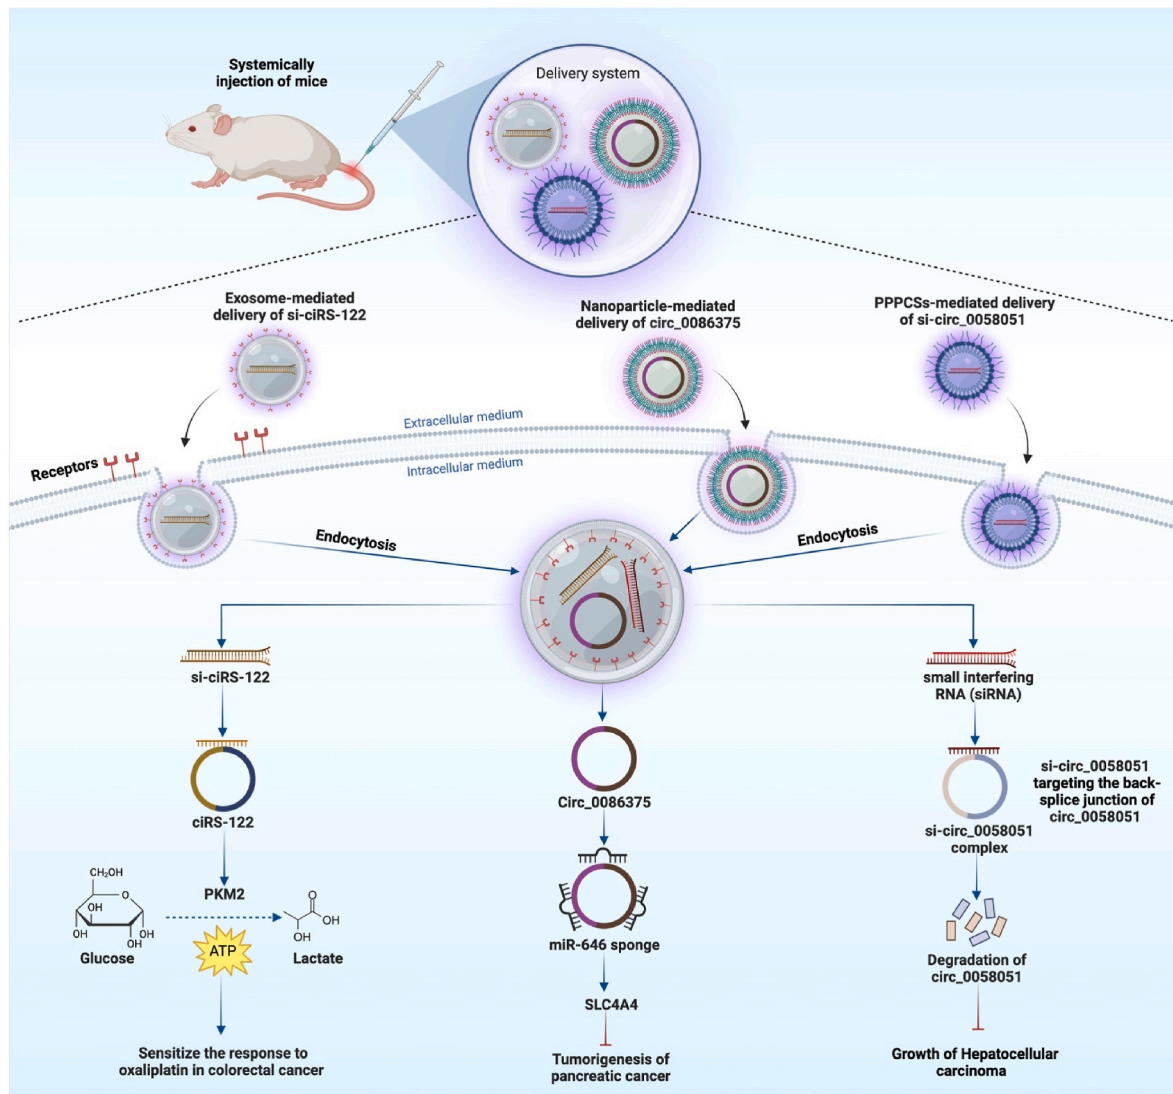 Systemically
injection of mice
Delivery system
Exosome-mediated
delivery of si-ciRS-122
Nanoparticle-mediated
delivery of circ_0086375
PPPCSs-mediated delivery
of si-circ_0058051
Extracellular medium
Receptors
Intracellular medium
Endocytosis
Endocytosis
si-ciRS-122
small interfering
RNA (siRNA)
ciRS-122
Circ_0086375
si-circ_0058051
targeting the back-
splice junction of
circ_0058051
si-circ_0058051
complex
PKM2
CH₂OH
O
OH
OH
OH
OH
Glucose
ATP
O
OH
OH
Lactate
miR-646 sponge
Degradation of
circ_0058051
SLC4A4
Sensitize the response to
oxaliplatin in colorectal cancer
Tumorigenesis of
pancreatic cancer
Growth of Hepatocellular
carcinoma